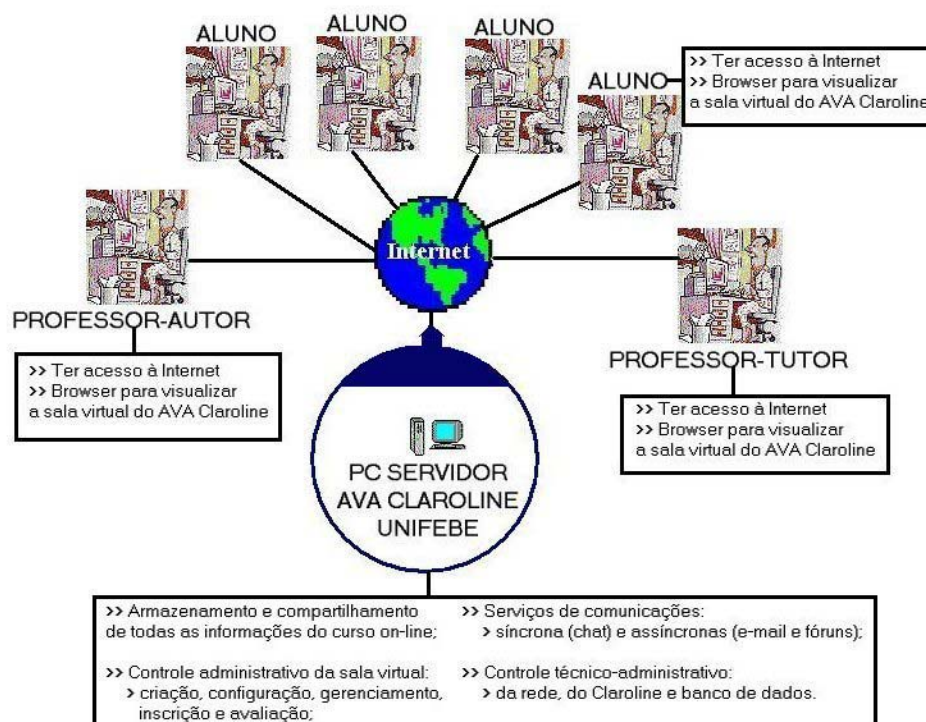 ALUNO
ALUNO
ALUNO
ALUNO
>> Ter acesso à Internet
>> Browser para visualizar
a sala virtual do AVA Claroline
Internet
PROFESSOR-AUTOR
>> Ter acesso à Internet
>> Browser para visualizar
a sala virtual do AVA Claroline
PROFESSOR-TUTOR
>> Ter acesso à Internet
>> Browser para visualizar
a sala virtual do AVA Claroline
PC SERVIDOR
AVA CLAROLINE
UNIFEBE
>> Armazenamento e compartilhamento
de todas as informações do curso on-line;
>> Controle administrativo da sala virtual:
> criação, configuração, gerenciamento,
inscrição e avaliação;
>> Serviços de comunicações:
> síncrona (chat) e assíncronas (e-mail e fóruns);
>> Controle técnico-administrativo:
> da rede, do Claroline e banco de dados.